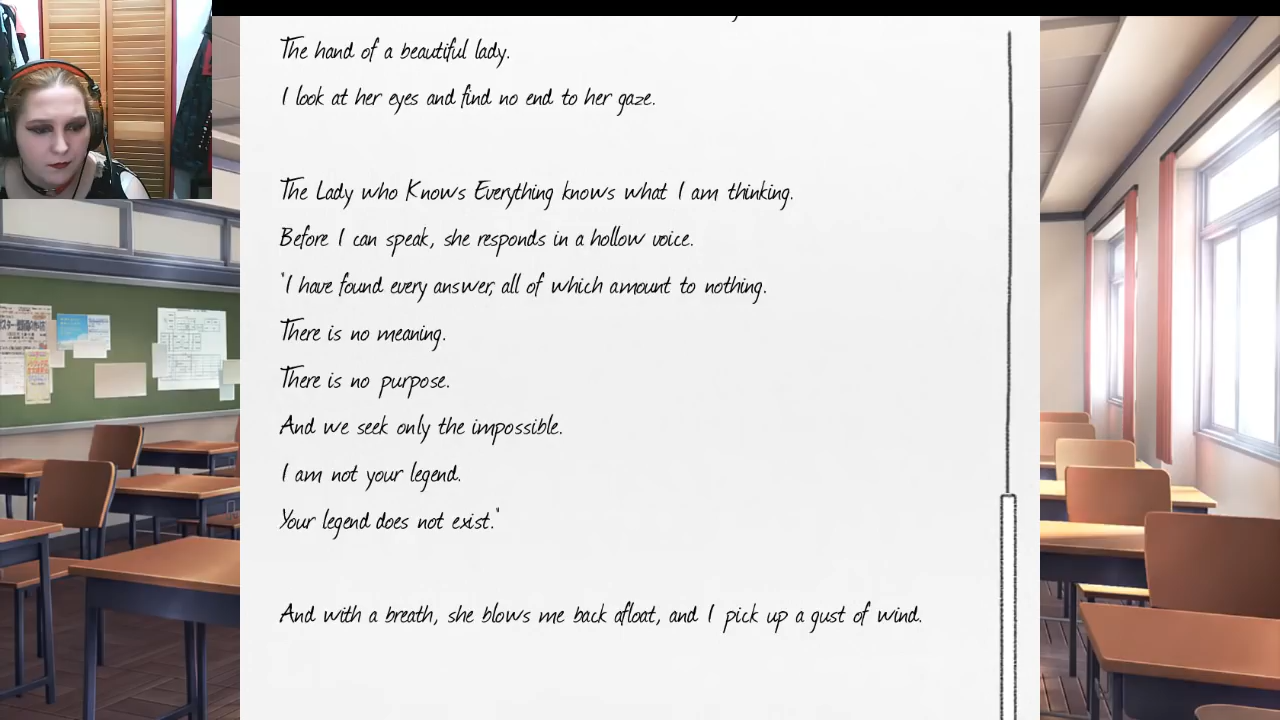 The hand of a beautiful lady.
I look at her eyes and find no end to her gaze.
The Lady who Knows Everything knows what I am thinking.
Before I can speak, she responds in a hollow voice.
'I have found every answer, all of which amount to nothing.
There is no meaning.
There is no purpose.
And we seek only the impossible.
I am not your legend.
Your legend does not exist.'
And with a breath, she blows me back afloat, and I pick up a gust of wind.